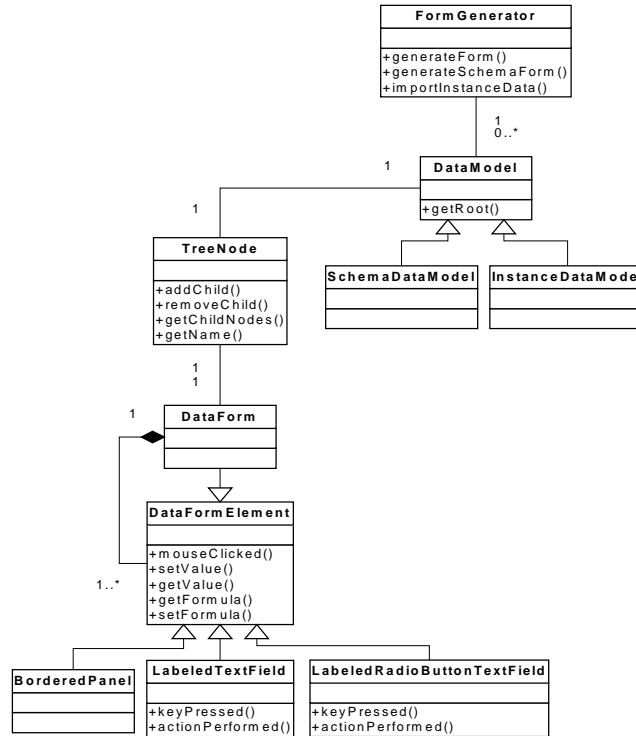 FormGenerator
+generateForm()
+generateSchemaForm()
+importInstanceData()
1
0..*
1
DataModel
+getRoot()
1
TreeNode
+addChild()
+removeChild()
+getChildNodes()
+getName()
SchemaDataModel
InstanceDataMode
1
1
1
DataForm
DataFormElement
+mouseClicked()
+setValue()
+getValue()
+getFormula()
+setFormula()
1..*
BorderedPanel
LabeledTextField
+keyPressed()
+actionPerformed()
LabeledRadioButtonTextField
+keyPressed()
+actionPerformed()